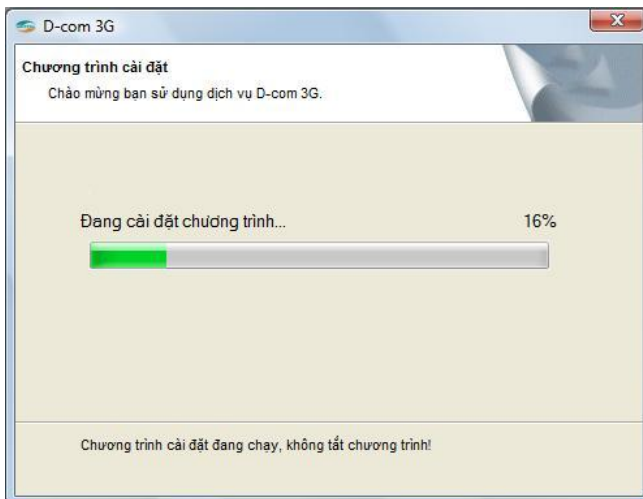 D-com 3G
Chương trình cài đặt
Chào mừng bạn sử dụng dịch vụ D-com 3G.
Đang cài đặt chương trình... 16%
Chương trình cài đặt đang chạy, không tắt chương trình!